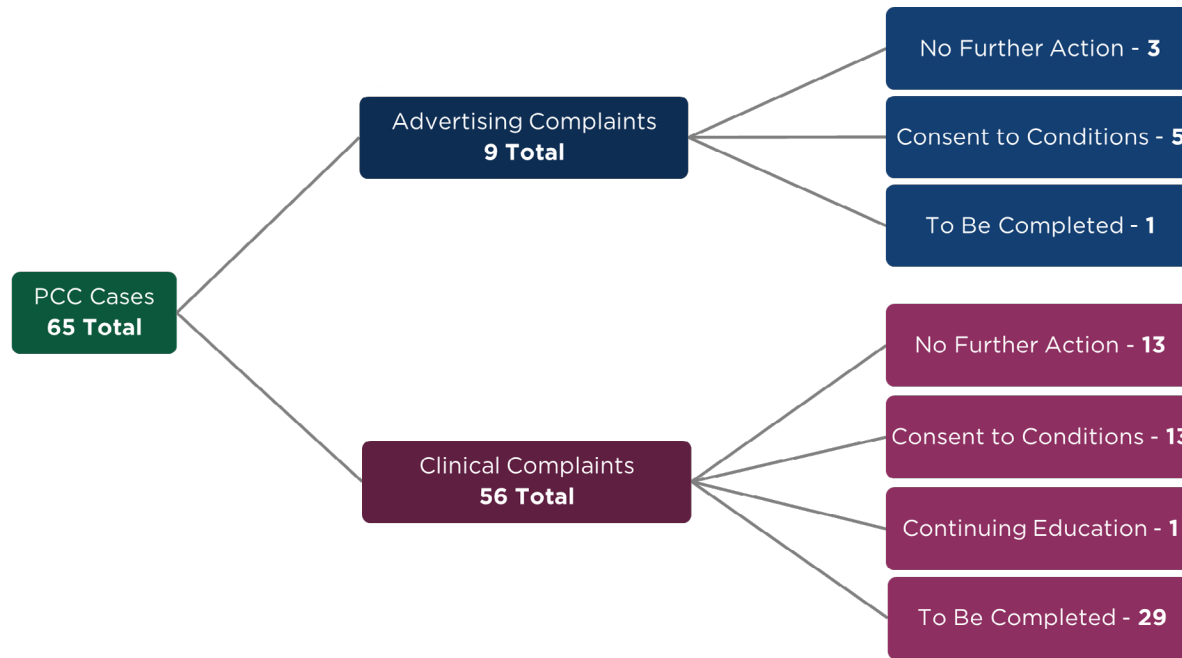 PCC Cases
65 Total
Advertising Complaints
9 Total
No Further Action - 3
Consent to Conditions - 5
To Be Completed - 1
Clinical Complaints
56 Total
No Further Action - 13
Consent to Conditions - 13
Continuing Education - 1
To Be Completed - 29